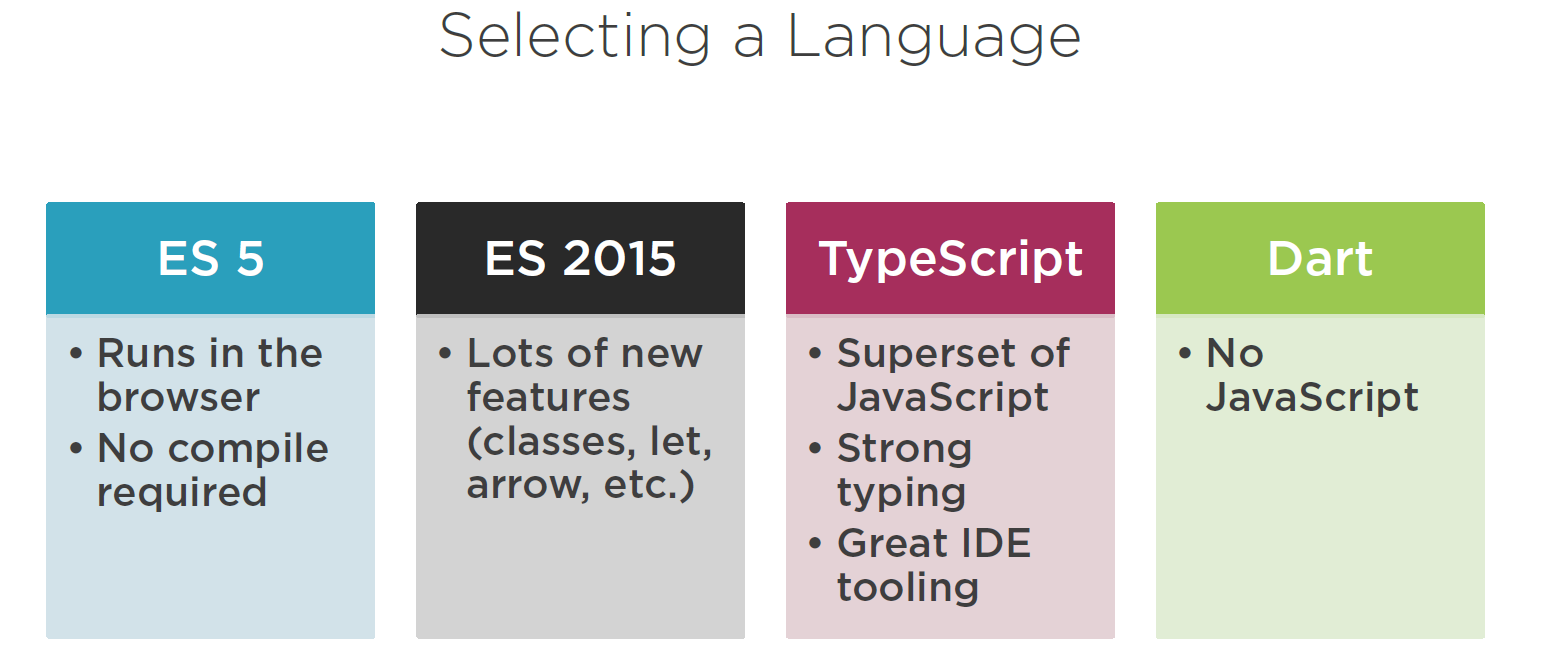 Selecting a Language
ES 5
• Runs in the
browser
• No compile
required
ES 2015
• Lots of new
features
(classes, let,
arrow, etc.)
TypeScript
• Superset of
JavaScript
• Strong
typing
• Great IDE
tooling
Dart
• No
JavaScript